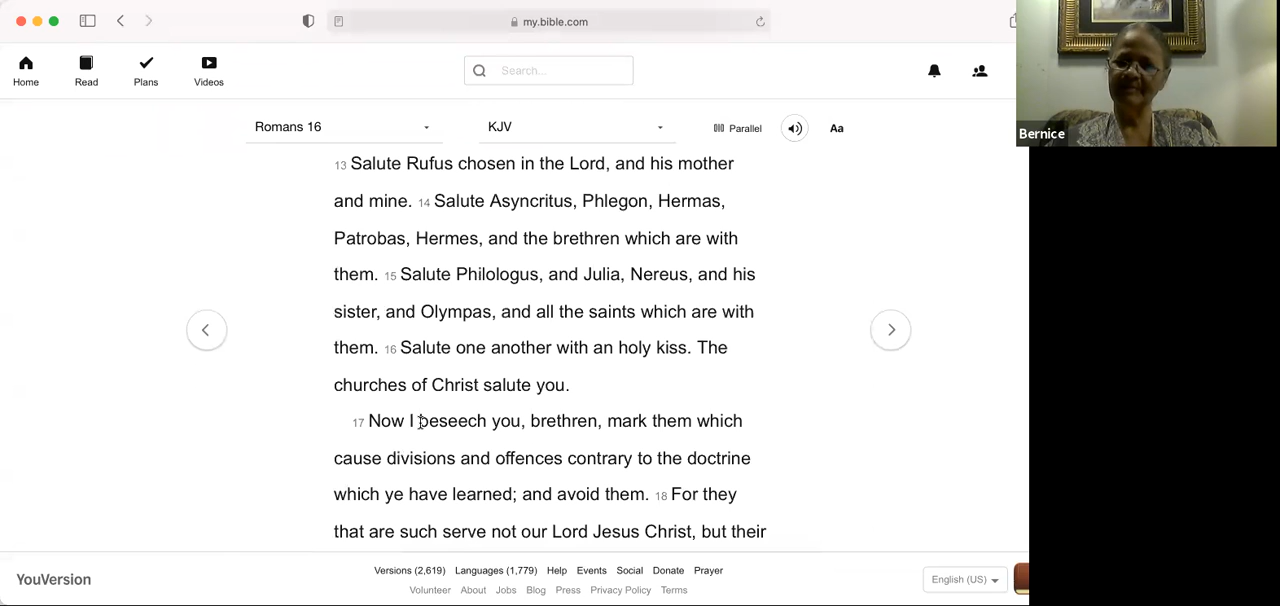 my.bible.com
Home Read Plans Videos
Search...
Romans 16 KJV Parallel Aa
Bernice
13 Salute Rufus chosen in the Lord, and his mother
and mine. 14 Salute Asyncritus, Phlegon, Hermas,
Patrobas, Hermes, and the brethren which are with
them. 15 Salute Philologus, and Julia, Nereus, and his
sister, and Olympas, and all the saints which are with
them. 16 Salute one another with an holy kiss. The
churches of Christ salute you.
17 Now I beseech you, brethren, mark them which
cause divisions and offences contrary to the doctrine
which ye have learned; and avoid them. 18 For they
that are such serve not our Lord Jesus Christ, but their
YouVersion
Versions (2,619) Languages (1,779) Help Events Social Donate Prayer
Volunteer About Jobs Blog Press Privacy Policy Terms
English (US)